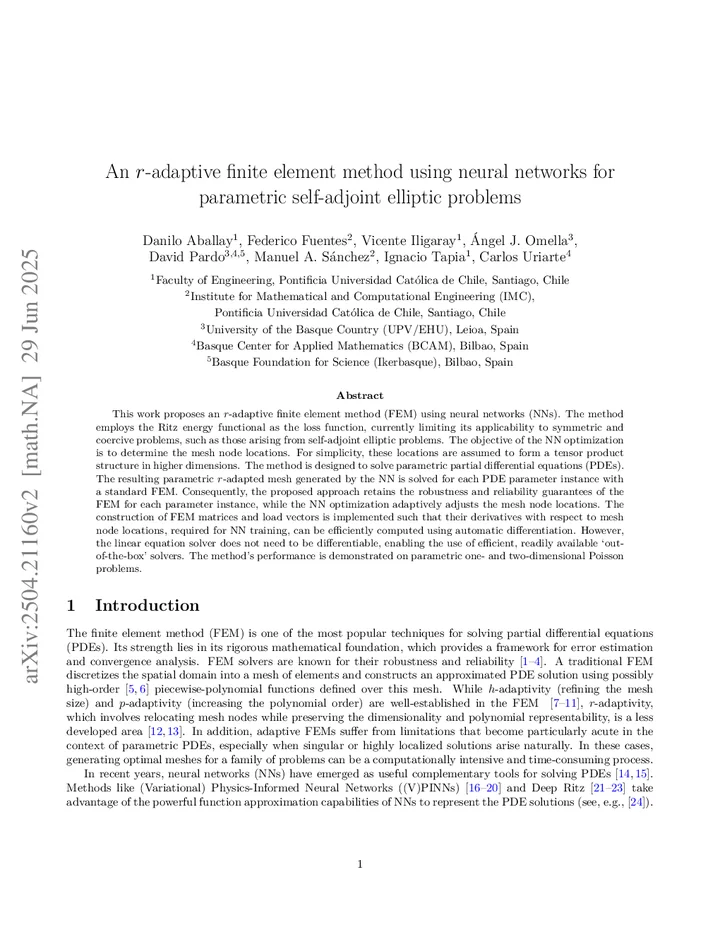 arXiv:2504.21160v2 [math.NA] 29 Jun 2025
An r-adaptive finite element method using neural networks for
parametric self-adjoint elliptic problems
Danilo Aballay1, Federico Fuentes2, Vicente Iligaray1, Ángel J. Omella3,
David Pardo3,4,5, Manuel A. Sánchez2, Ignacio Tapia1, Carlos Uriarte4
1Faculty of Engineering, Pontificia Universidad Católica de Chile, Santiago, Chile
2Institute for Mathematical and Computational Engineering (IMC),
Pontificia Universidad Católica de Chile, Santiago, Chile
3University of the Basque Country (UPV/EHU), Leioa, Spain
4Basque Center for Applied Mathematics (BCAM), Bilbao, Spain
5Basque Foundation for Science (Ikerbasque), Bilbao, Spain
Abstract
This work proposes an r-adaptive finite element method (FEM) using neural networks (NNs). The method
employs the Ritz energy functional as the loss function, currently limiting its applicability to symmetric and
coercive problems, such as those arising from self-adjoint elliptic problems. The objective of the NN optimization
is to determine the mesh node locations. For simplicity, these locations are assumed to form a tensor product
structure in higher dimensions. The method is designed to solve parametric partial differential equations (PDEs).
The resulting parametric r-adapted mesh generated by the NN is solved for each PDE parameter instance with
a standard FEM. Consequently, the proposed approach retains the robustness and reliability guarantees of the
FEM for each parameter instance, while the NN optimization adaptively adjusts the mesh node locations. The
construction of FEM matrices and load vectors is implemented such that their derivatives with respect to mesh
node locations, required for NN training, can be efficiently computed using automatic differentiation. However,
the linear equation solver does not need to be differentiable, enabling the use of efficient, readily available ‘out-
of-the-box’ solvers. The method’s performance is demonstrated on parametric one- and two-dimensional Poisson
problems.
1 Introduction
The finite element method (FEM) is one of the most popular techniques for solving partial differential equations
(PDEs). Its strength lies in its rigorous mathematical foundation, which provides a framework for error estimation
and convergence analysis. FEM solvers are known for their robustness and reliability [1–4]. A traditional FEM
discretizes the spatial domain into a mesh of elements and constructs an approximated PDE solution using possibly
high-order [5, 6] piecewise-polynomial functions defined over this mesh. While h-adaptivity (refining the mesh
size) and p-adaptivity (increasing the polynomial order) are well-established in the FEM [7–11], r-adaptivity,
which involves relocating mesh nodes while preserving the dimensionality and polynomial representability, is a less
developed area [12, 13]. In addition, adaptive FEMs suffer from limitations that become particularly acute in the
context of parametric PDEs, especially when singular or highly localized solutions arise naturally. In these cases,
generating optimal meshes for a family of problems can be a computationally intensive and time-consuming process.
In recent years, neural networks (NNs) have emerged as useful complementary tools for solving PDEs [14, 15].
Methods like (Variational) Physics-Informed Neural Networks ((V)PINNs) [16–20] and Deep Ritz [21–23] take
advantage of the powerful function approximation capabilities of NNs to represent the PDE solutions (see, e.g., [24]).
1